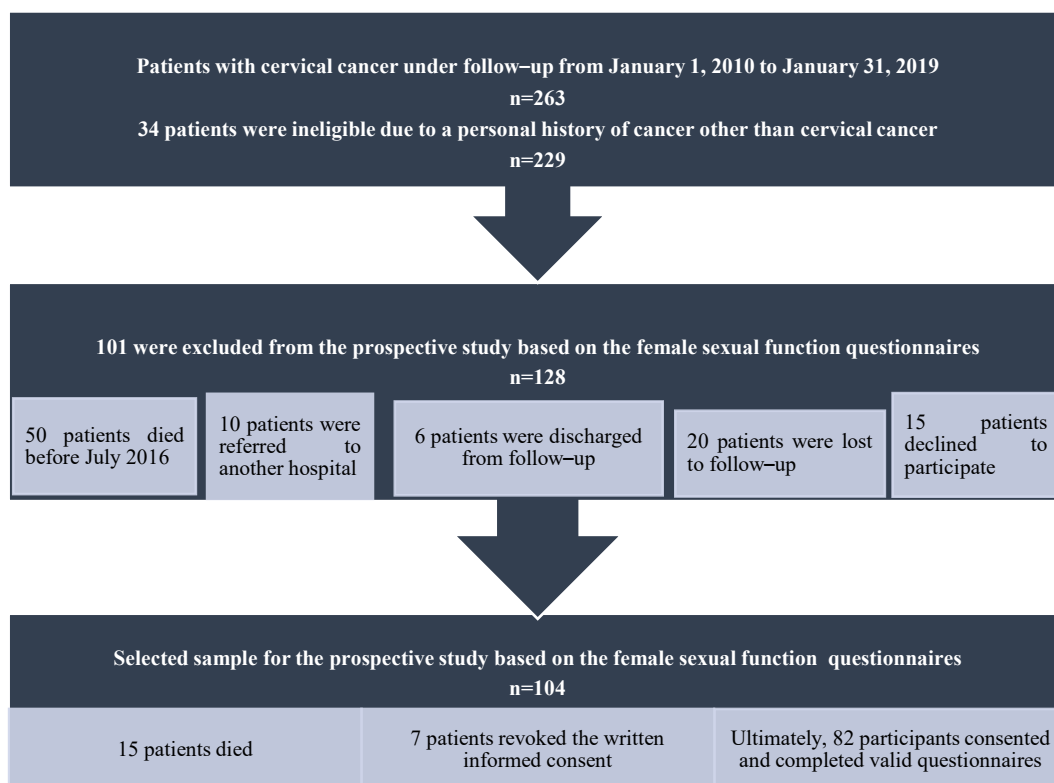 Patients with cervical cancer under follow–up from January 1, 2010 to January 31, 2019
n=263
34 patients were ineligible due to a personal history of cancer other than cervical cancer
n=229
101 were excluded from the prospective study based on the female sexual function questionnaires
n=128
50 patients died
before July 2016
10 patients were
referred to
another hospital
6 patients were discharged
from follow–up
20 patients were lost
to follow–up
15 patients
declined to
participate
Selected sample for the prospective study based on the female sexual function questionnaires
n=104
15 patients died
7 patients revoked the written
informed consent
Ultimately, 82 participants consented
and completed valid questionnaires